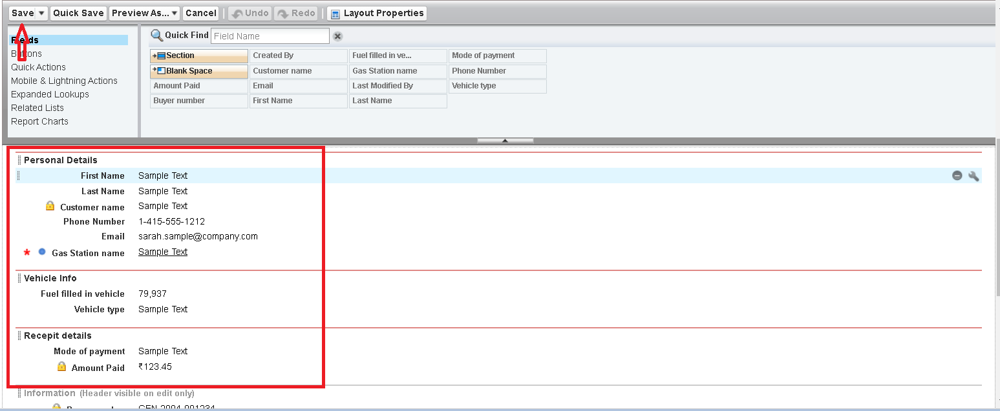 Save Quick Save Preview As... Cancel Undo Redo Layout Properties
Fields
Buttons
Quick Actions
Mobile & Lightning Actions
Expanded Lookups
Related Lists
Report Charts
Quick Find Field Name
Section Created By Fuel filled in ve... Mode of payment
Blank Space Customer name Gas Station name Phone Number
Amount Paid Email Last Modified By Vehicle type
Buyer number First Name Last Name
Personal Details
First Name Sample Text
Last Name Sample Text
Customer name Sample Text
Phone Number 1-415-555-1212
Email sarah.sample@company.com
* Gas Station name Sample Text
Vehicle Info
Fuel filled in vehicle 79,937
Vehicle type Sample Text
Recepit details
Mode of payment Sample Text
Amount Paid ₹123.45
Information (Header visible on edit only)
GEN-2004-001234